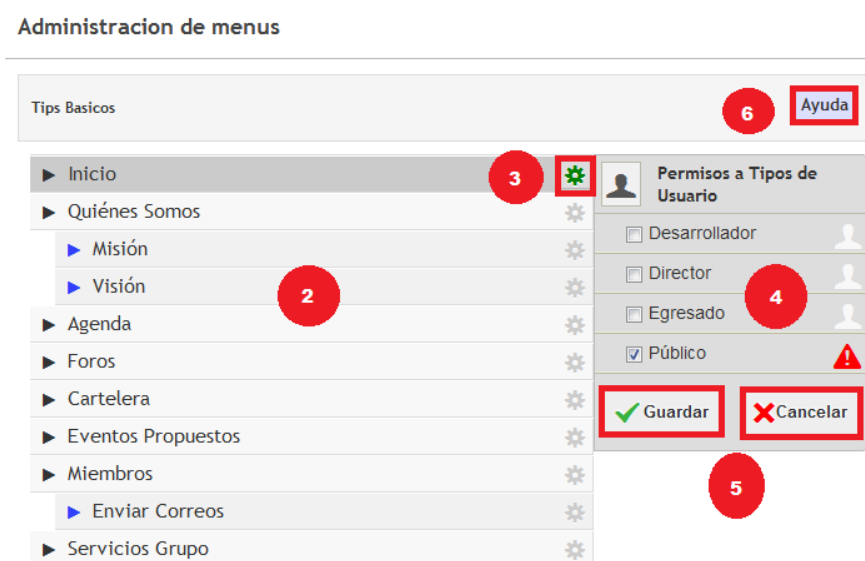 Administracion de menus
Tips Basicos
6
Ayuda
Inicio
3
Permisos a Tipos de
Usuario
Quiénes Somos
Desarrollador
Misión
Director
Visión
2
4
Egresado
Agenda
Público
Foros
Cartelera
Guardar
Cancelar
Eventos Propuestos
Miembros
5
Enviar Correos
Servicios Grupo